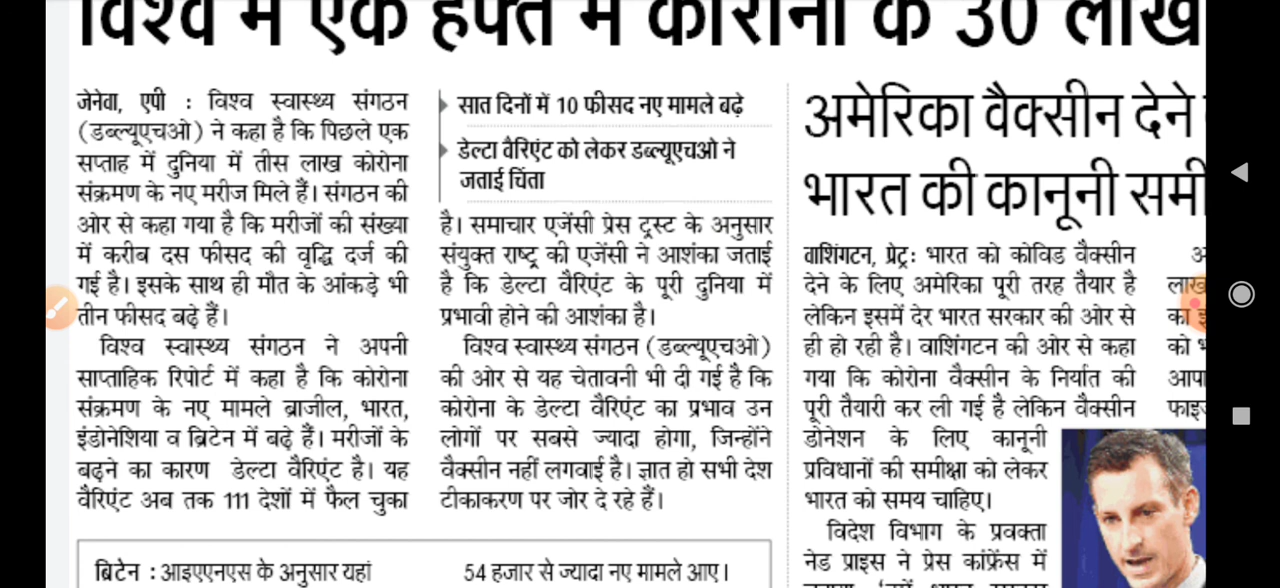 विश्व में एक हफ्ते में कोरोना के 30 लाख
जेनेवा, एपी : विश्व स्वास्थ्य संगठन
(डब्ल्यूएचओ) ने कहा है कि पिछले एक
सप्ताह में दुनिया में तीस लाख कोरोना
संक्रमण के नए मरीज मिले हैं। संगठन की
ओर से कहा गया है कि मरीजों की संख्या
में करीब दस फीसद की वृद्धि दर्ज की
गई है। इसके साथ ही मौत के आंकड़े भी
तीन फीसद बढ़े हैं।
विश्व स्वास्थ्य संगठन ने अपनी
साप्ताहिक रिपोर्ट में कहा है कि कोरोना
संक्रमण के नए मामले ब्राजील, भारत,
इंडोनेशिया व ब्रिटेन में बढ़े हैं। मरीजों के
बढ़ने का कारण डेल्टा वैरिएंट है। यह
वैरिएंट अब तक 111 देशों में फैल चुका
सात दिनों में 10 फीसद नए मामले बढ़े
डेल्टा वैरिएंट को लेकर डब्ल्यूएचओ ने
जताई चिंता
है। समाचार एजेंसी प्रेस ट्रस्ट के अनुसार
संयुक्त राष्ट्र की एजेंसी ने आशंका जताई
है कि डेल्टा वैरिएंट के पूरी दुनिया में
प्रभावी होने की आशंका है।
विश्व स्वास्थ्य संगठन (डब्ल्यूएचओ)
की ओर से यह चेतावनी भी दी गई है कि
कोरोना के डेल्टा वैरिएंट का प्रभाव उन
लोगों पर सबसे ज्यादा होगा, जिन्होंने
वैक्सीन नहीं लगवाई है। ज्ञात हो सभी देश
टीकाकरण पर जोर दे रहे हैं।
ब्रिटेन : आइएएनएस के अनुसार यहां
54 हजार से ज्यादा नए मामले आए।
अमेरिका वैक्सीन देने
भारत की कानूनी समी
वाशिंगटन, प्रेट्र: भारत को कोविड वैक्सीन
देने के लिए अमेरिका पूरी तरह तैयार है
लेकिन इसमें देर भारत सरकार की ओर से
ही हो रही है। वाशिंगटन की ओर से कहा
गया कि कोरोना वैक्सीन के निर्यात की
पूरी तैयारी कर ली गई है लेकिन वैक्सीन
डोनेशन के लिए कानूनी
प्रविधानों की समीक्षा को लेकर
भारत को समय चाहिए।
विदेश विभाग के प्रवक्ता
नेड प्राइस ने प्रेस कांफ्रेंस में
लाख
का
को
आपा